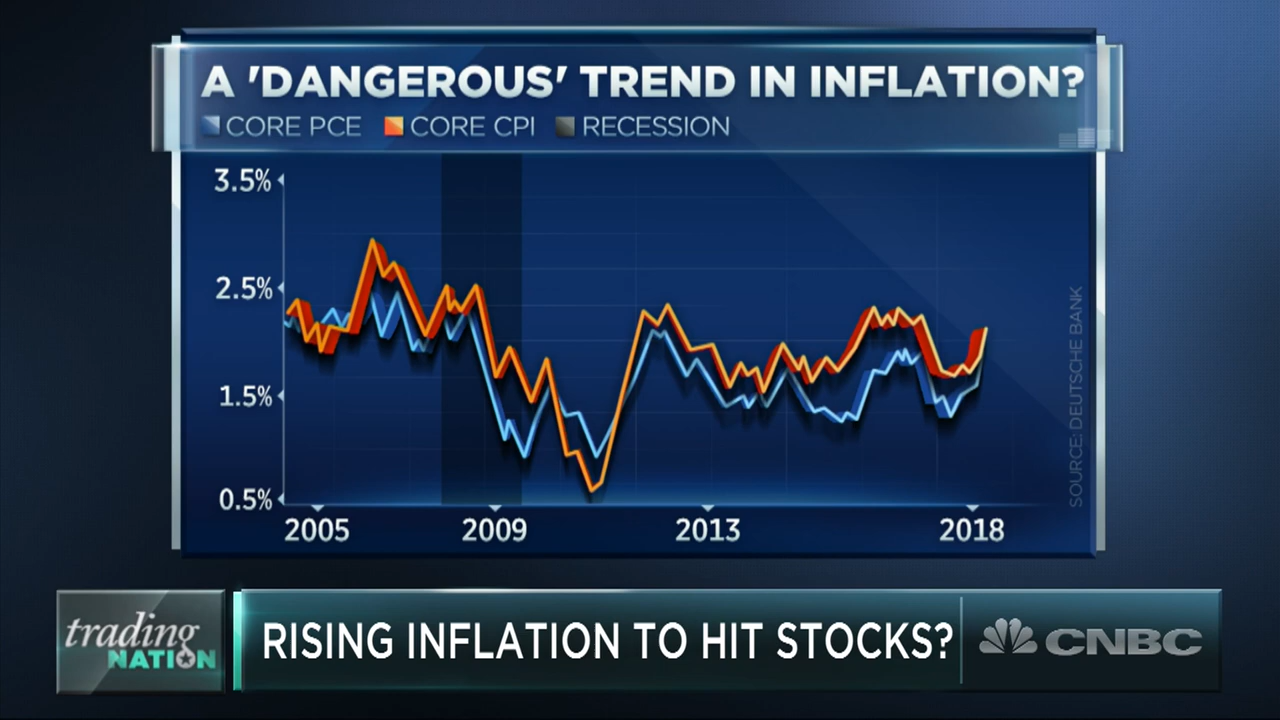 A 'DANGEROUS' TREND IN INFLATION?
CORE PCE CORE CPI RECESSION
3.5%
2.5%
1.5%
0.5%
2005 2009 2013 2018
SOURCE: DEUTSCHE BANK
trading
NATION
RISING INFLATION TO HIT STOCKS?
CNBC